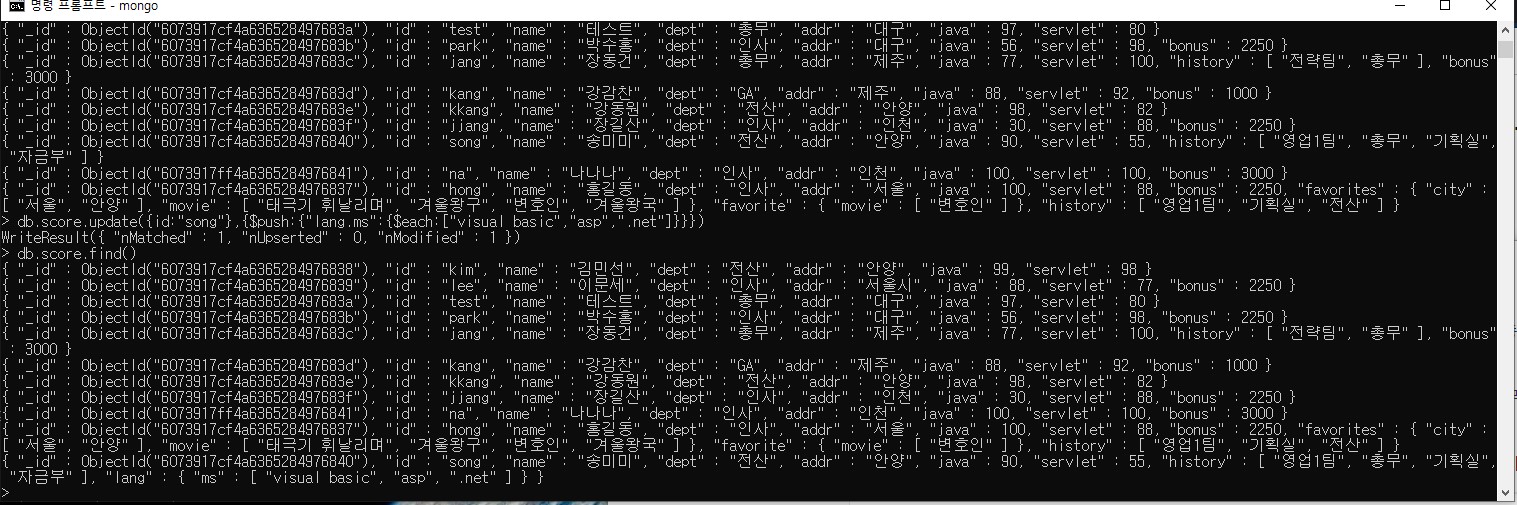 명령 프롬프트 - mongo
{ "_id" : ObjectId("6073917cf4a636528497683a"), "id" : "test", "name" : "테스트", "dept" : "총무", "addr" : "대구", "java" : 97, "servlet" : 80 }
{ "_id" : ObjectId("6073917cf4a636528497683b"), "id" : "park", "name" : "박수홈", "dept" : "인사", "addr" : "대구", "java" : 56, "servlet" : 98, "bonus" : 2250 }
{ "_id" : ObjectId("6073917cf4a636528497683c"), "id" : "jang", "name" : "장동건", "dept" : "총무", "addr" : "제주", "java" : 77, "servlet" : 100, "history" : [ "전략팀", "총무" ], "bonus"
: 3000 }
{ "_id" : ObjectId("6073917cf4a636528497683d"), "id" : "kang", "name" : "강감찬", "dept" : "GA", "addr" : "제주", "java" : 88, "servlet" : 92, "bonus" : 1000 }
{ "_id" : ObjectId("6073917cf4a636528497683e"), "id" : "kkang", "name" : "강동원", "dept" : "전산", "addr" : "안양", "java" : 98, "servlet" : 82 }
{ "_id" : ObjectId("6073917cf4a636528497683f"), "id" : "jjang", "name" : "장길산", "dept" : "인사", "addr" : "인천", "java" : 30, "servlet" : 88, "bonus" : 2250 }
{ "_id" : ObjectId("6073917cf4a6365284976840"), "id" : "song", "name" : "송미미", "dept" : "전산", "addr" : "안양", "java" : 90, "servlet" : 55, "history" : [ "영업1팀", "총무", "기획실",
"자금부" ] }
{ "_id" : ObjectId("6073917ff4a6365284976841"), "id" : "na", "name" : "나나나", "dept" : "인사", "addr" : "인천", "java" : 100, "servlet" : 100, "bonus" : 3000 }
{ "_id" : ObjectId("6073917cf4a6365284976837"), "id" : "hong", "name" : "홍길동", "dept" : "인사", "addr" : "서울", "java" : 100, "servlet" : 88, "bonus" : 2250, "favorites" : { "city" :
[ "서울", "안양" ], "movie" : [ "태극기 휘날리며", "겨울왕구", "변호인", "겨울왕국" ] }, "favorite" : { "movie" : [ "변호인" ] }, "history" : [ "영업1팀", "기획실", "전산" ] }
> db.score.update({id:"song"},{$push:{"lang.ms":{$each:["visual basic","asp",".net"]}}})
WriteResult({ "nMatched" : 1, "nUpserted" : 0, "nModified" : 1 })
> db.score.find()
{ "_id" : ObjectId("6073917cf4a6365284976838"), "id" : "kim", "name" : "김민선", "dept" : "전산", "addr" : "안양", "java" : 99, "servlet" : 98 }
{ "_id" : ObjectId("6073917cf4a6365284976839"), "id" : "lee", "name" : "이문세", "dept" : "인사", "addr" : "서울시", "java" : 88, "servlet" : 77, "bonus" : 2250 }
{ "_id" : ObjectId("6073917cf4a636528497683a"), "id" : "test", "name" : "테스트", "dept" : "총무", "addr" : "대구", "java" : 97, "servlet" : 80 }
{ "_id" : ObjectId("6073917cf4a636528497683b"), "id" : "park", "name" : "박수홈", "dept" : "인사", "addr" : "대구", "java" : 56, "servlet" : 98, "bonus" : 2250 }
{ "_id" : ObjectId("6073917cf4a636528497683c"), "id" : "jang", "name" : "장동건", "dept" : "총무", "addr" : "제주", "java" : 77, "servlet" : 100, "history" : [ "전략팀", "총무" ], "bonus"
: 3000 }
{ "_id" : ObjectId("6073917cf4a636528497683d"), "id" : "kang", "name" : "강감찬", "dept" : "GA", "addr" : "제주", "java" : 88, "servlet" : 92, "bonus" : 1000 }
{ "_id" : ObjectId("6073917cf4a636528497683e"), "id" : "kkang", "name" : "강동원", "dept" : "전산", "addr" : "안양", "java" : 98, "servlet" : 82 }
{ "_id" : ObjectId("6073917cf4a636528497683f"), "id" : "jjang", "name" : "장길산", "dept" : "인사", "addr" : "인천", "java" : 30, "servlet" : 88, "bonus" : 2250 }
{ "_id" : ObjectId("6073917ff4a6365284976841"), "id" : "na", "name" : "나나나", "dept" : "인사", "addr" : "인천", "java" : 100, "servlet" : 100, "bonus" : 3000 }
{ "_id" : ObjectId("6073917cf4a6365284976837"), "id" : "hong", "name" : "홍길동", "dept" : "인사", "addr" : "서울", "java" : 100, "servlet" : 88, "bonus" : 2250, "favorites" : { "city" :
[ "서울", "안양" ], "movie" : [ "태극기 휘날리며", "겨울왕구", "변호인", "겨울왕국" ] }, "favorite" : { "movie" : [ "변호인" ] }, "history" : [ "영업1팀", "기획실", "전산" ] }
{ "_id" : ObjectId("6073917cf4a6365284976840"), "id" : "song", "name" : "송미미", "dept" : "전산", "addr" : "안양", "java" : 90, "servlet" : 55, "history" : [ "영업1팀", "총무", "기획실",
"자금부" ], "lang" : { "ms" : [ "visual basic", "asp", ".net" ] } }
>